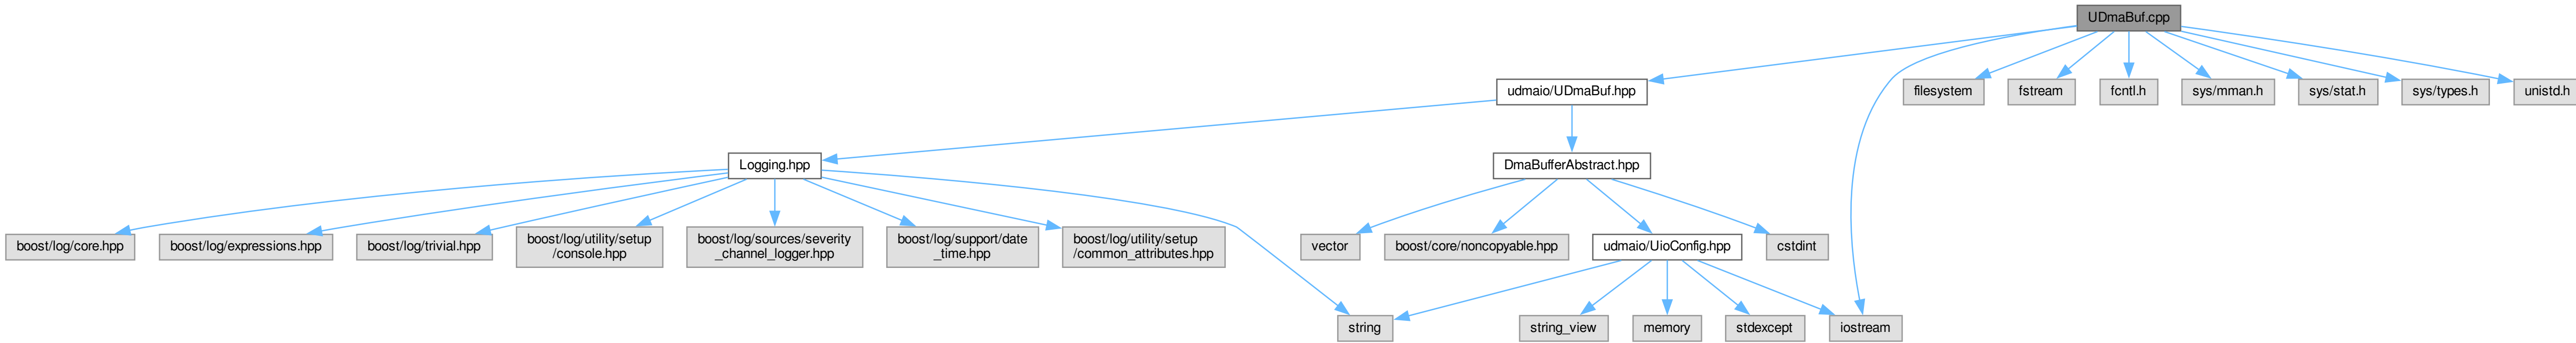 UDmaBuf.cpp
udmaio/UDmaBuf.hpp
filesystem
fstream
fcntl.h
sys/mman.h
sys/stat.h
sys/types.h
unistd.h
Logging.hpp
DmaBufferAbstract.hpp
boost/log/core.hpp
boost/log/expressions.hpp
boost/log/trivial.hpp
boost/log/utility/setup
/console.hpp
boost/log/sources/severity
_channel_logger.hpp
boost/log/support/date
_time.hpp
boost/log/utility/setup
/common_attributes.hpp
vector
boost/core/noncopyable.hpp
udmaio/UioConfig.hpp
cstdint
string
string_view
memory
stdexcept
iostream